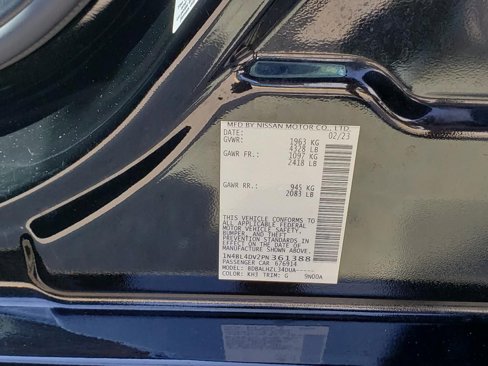 MFD BY NISSAN MOTOR CO., LTD.
DATE: 02/23
GVWR: 1963 KG
4328 LB
GAWR FR.: 1097 KG
2418 LB
GAWR RR.: 945 KG
2083 LB
THIS VEHICLE CONFORMS TO
ALL APPLICABLE FEDERAL
MOTOR VEHICLE SAFETY,
BUMPER, AND THEFT
PREVENTION STANDARDS IN
EFFECT ON THE DATE OF
MANUFACTURE SHOWN ABOVE.
1N4BL4DV2PN361388
PASSENGER CAR 676914
MODEL: BDBALHZL34DUA-----
COLOR: KH3 TRIM: G 9N00A